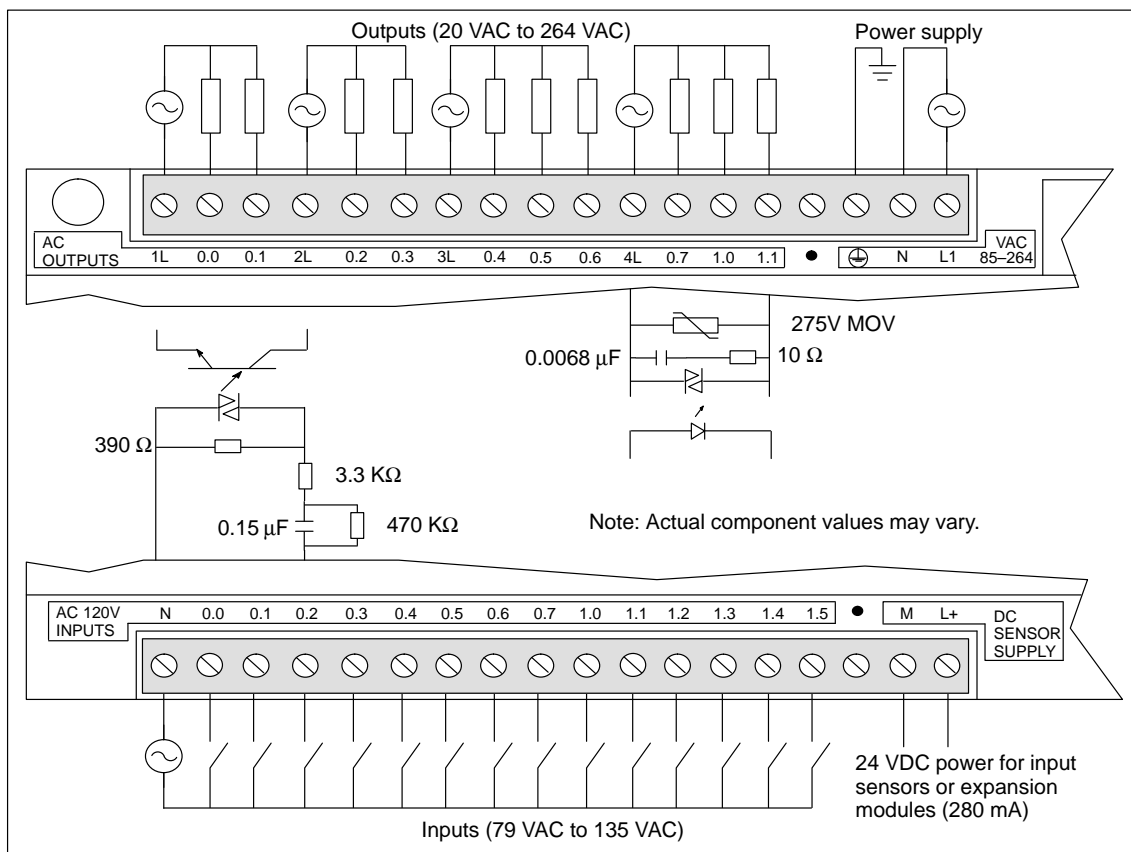 Outputs (20 VAC to 264 VAC)
Power supply
AC
OUTPUTS
1L 0.0 0.1 2L 0.2 0.3 3L 0.4 0.5 0.6 4L 0.7 1.0 1.1 N L1
VAC
85–264
275V MOV
0.0068 μF
10 Ω
390 Ω
3.3 KΩ
0.15 μF
470 KΩ
Note: Actual component values may vary.
AC 120V
INPUTS
N 0.0 0.1 0.2 0.3 0.4 0.5 0.6 0.7 1.0 1.1 1.2 1.3 1.4 1.5 M L+
DC
SENSOR
SUPPLY
24 VDC power for input
sensors or expansion
modules (280 mA)
Inputs (79 VAC to 135 VAC)